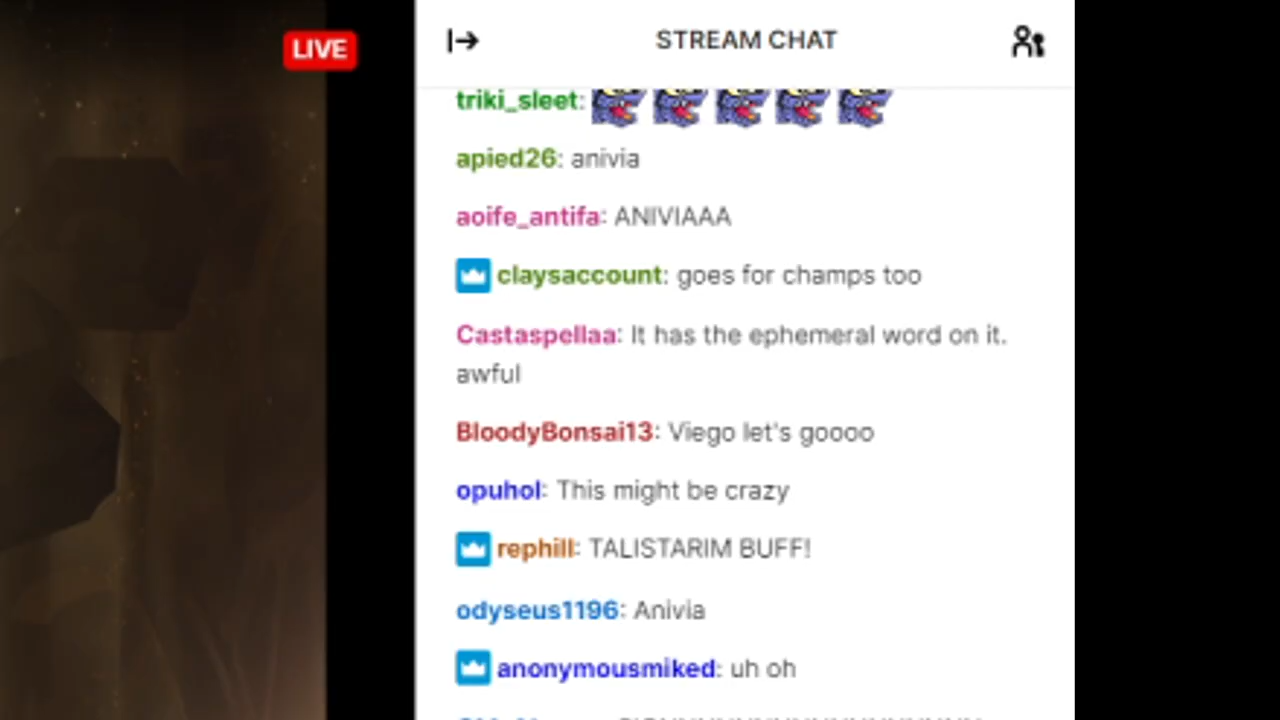 LIVE
STREAM CHAT
triki_sleet:
apied26: anivia
aoife_antifa: ANIVIAAA
claysaccount: goes for champs too
Castaspellaa: It has the ephemeral word on it.
awful
BloodyBonsai13: Viego let's goooo
opuhol: This might be crazy
rephill: TALISTARIM BUFF!
odyseus1196: Anivia
anonymousmiked: uh oh